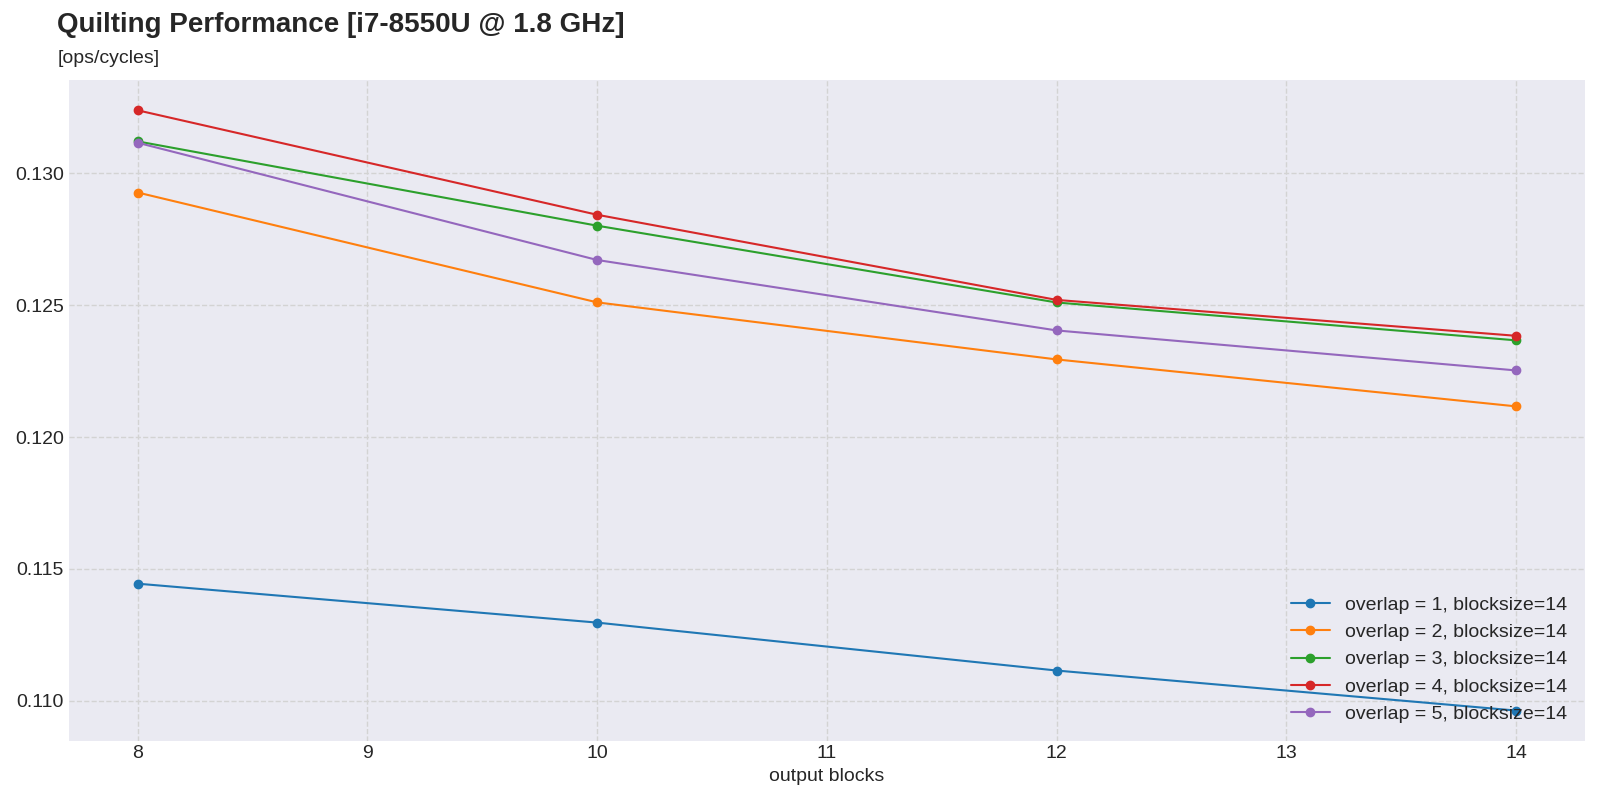 Quilting Performance [i7-8550U @ 1.8 GHz]
[ops/cycles]
0.130
0.125
0.120
0.115
0.110
overlap = 1, blocksize=14
overlap = 2, blocksize=14
overlap = 3, blocksize=14
overlap = 4, blocksize=14
overlap = 5, blocksize=14
8 9 10 11 12 13 14
output blocks